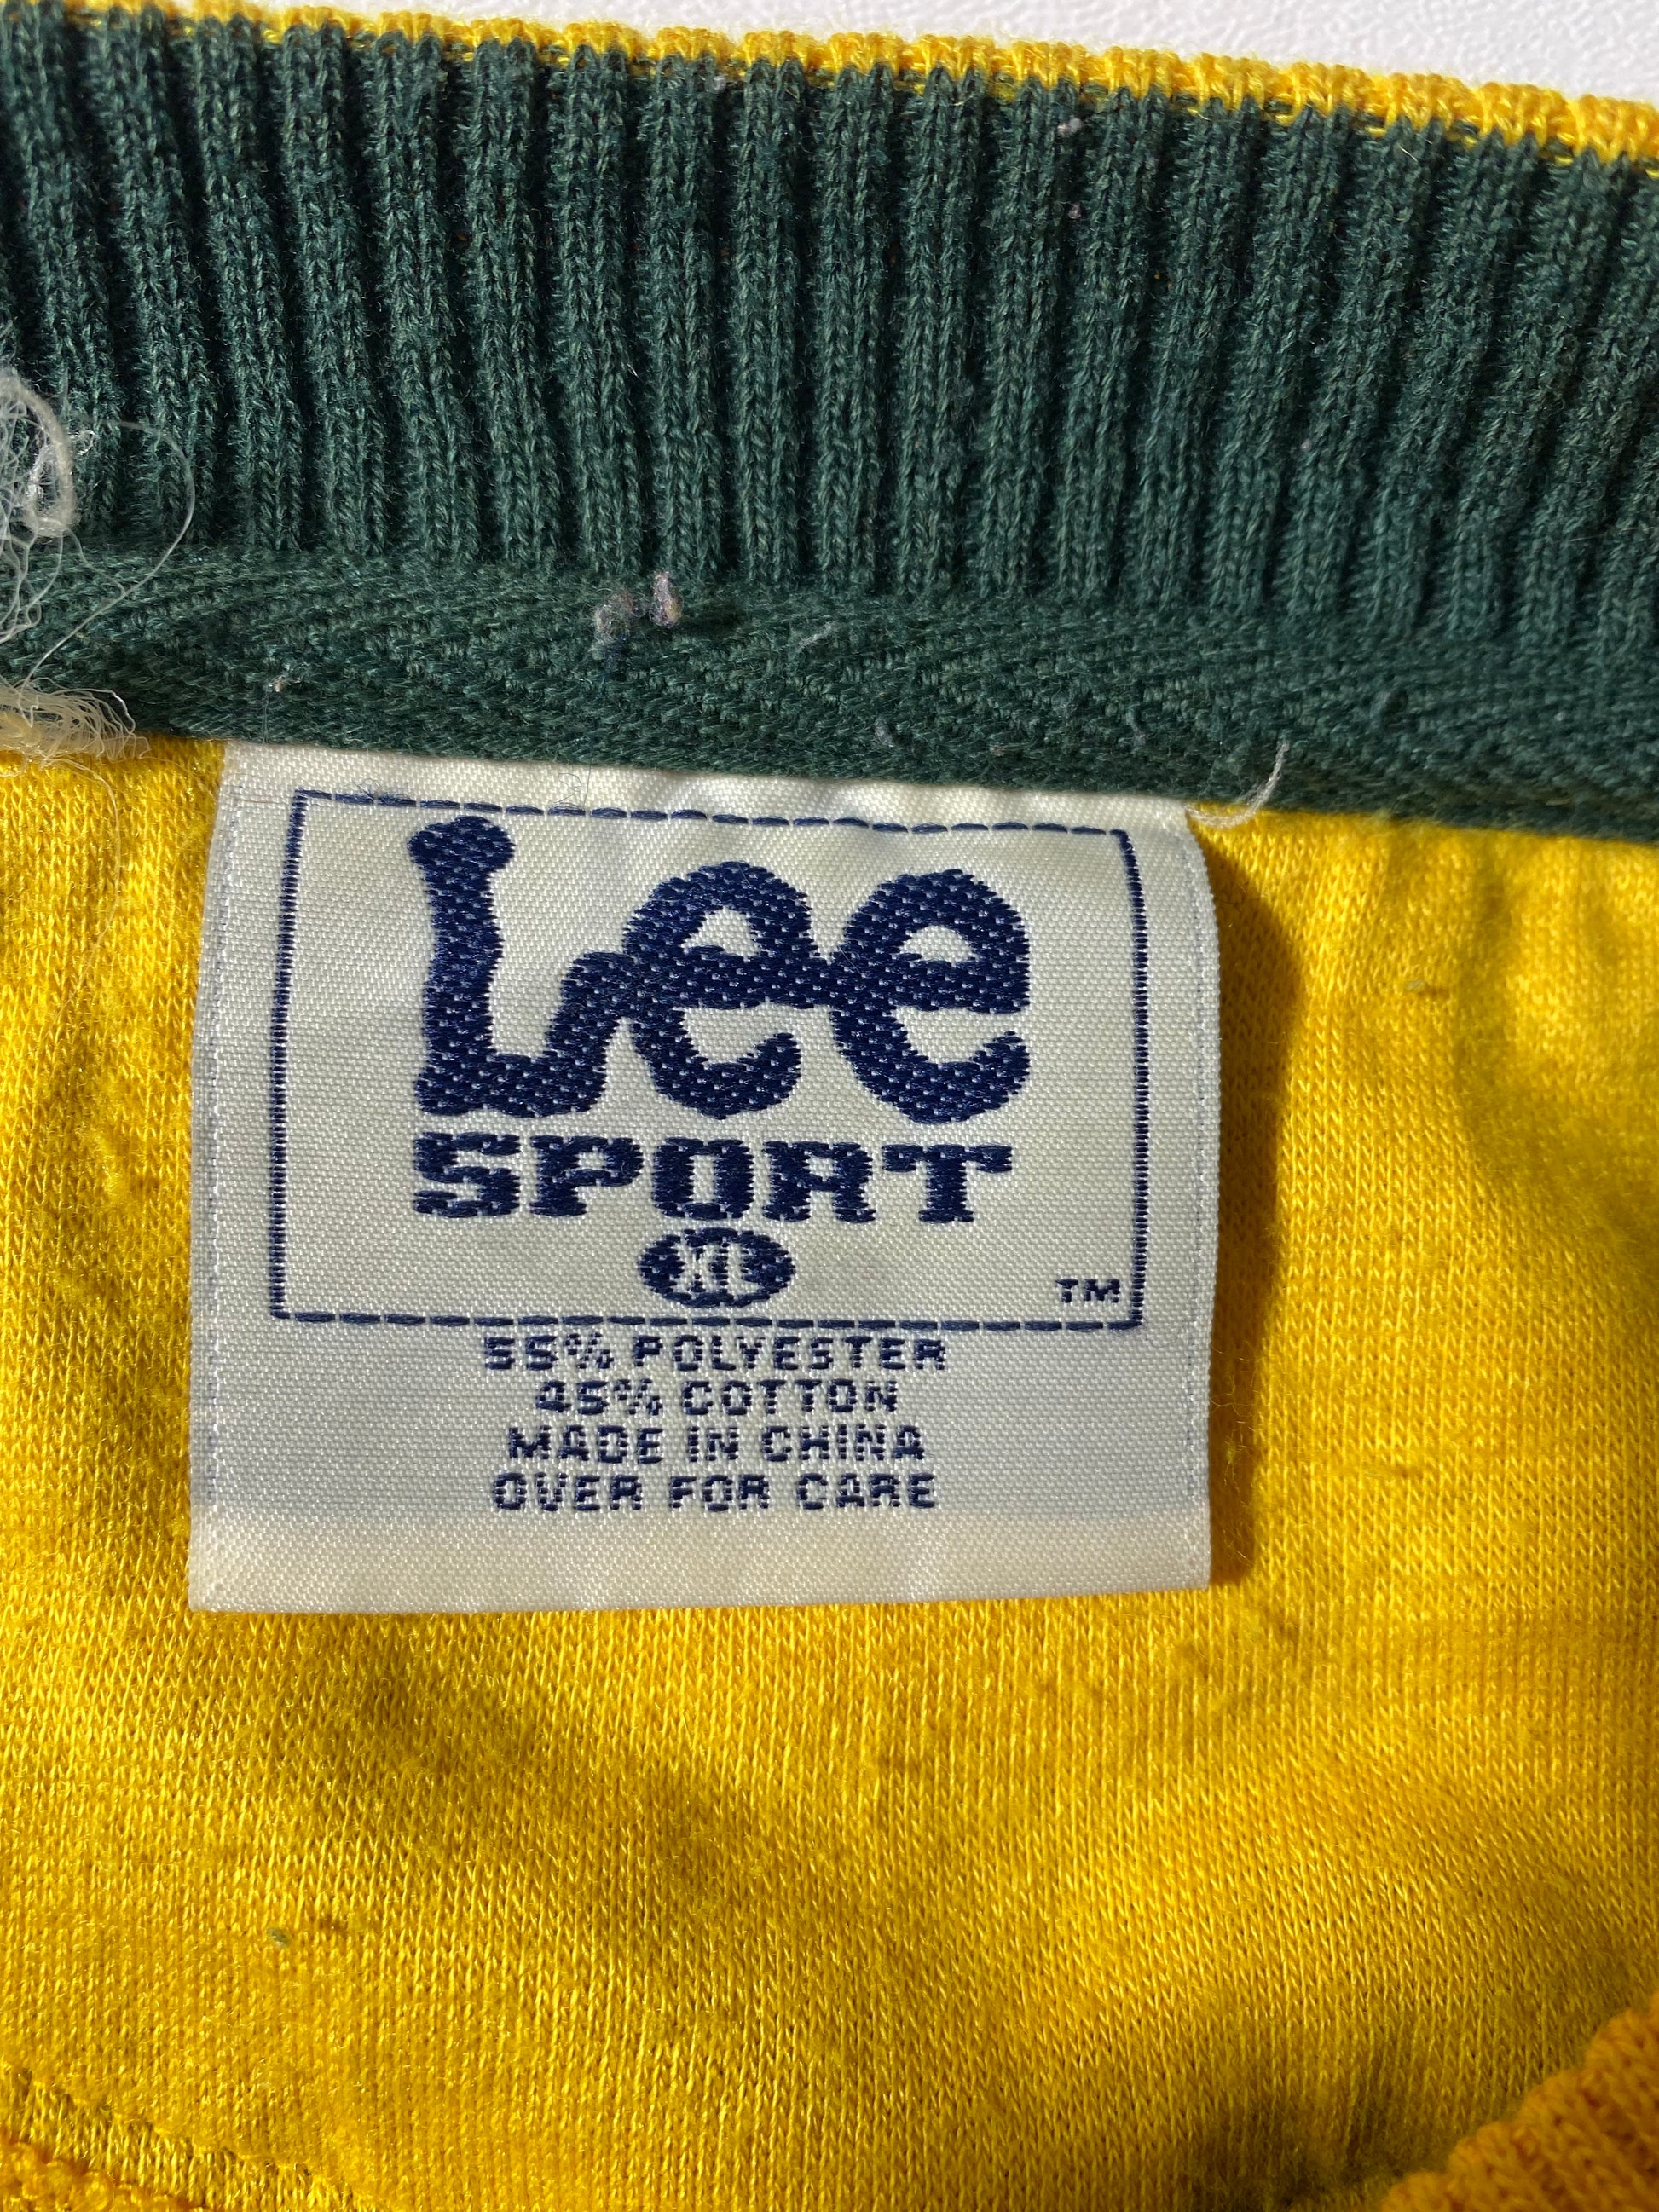 Lee
SPORT
XL
TM
55% POLYESTER
45% COTTON
MADE IN CHINA
OVER FOR CARE